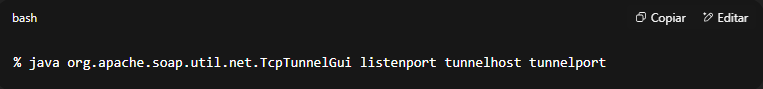 bash
Copiar
Editar
% java org.apache.soap.util.net.TcpTunnelGui listenport tunnelhost tunnelport